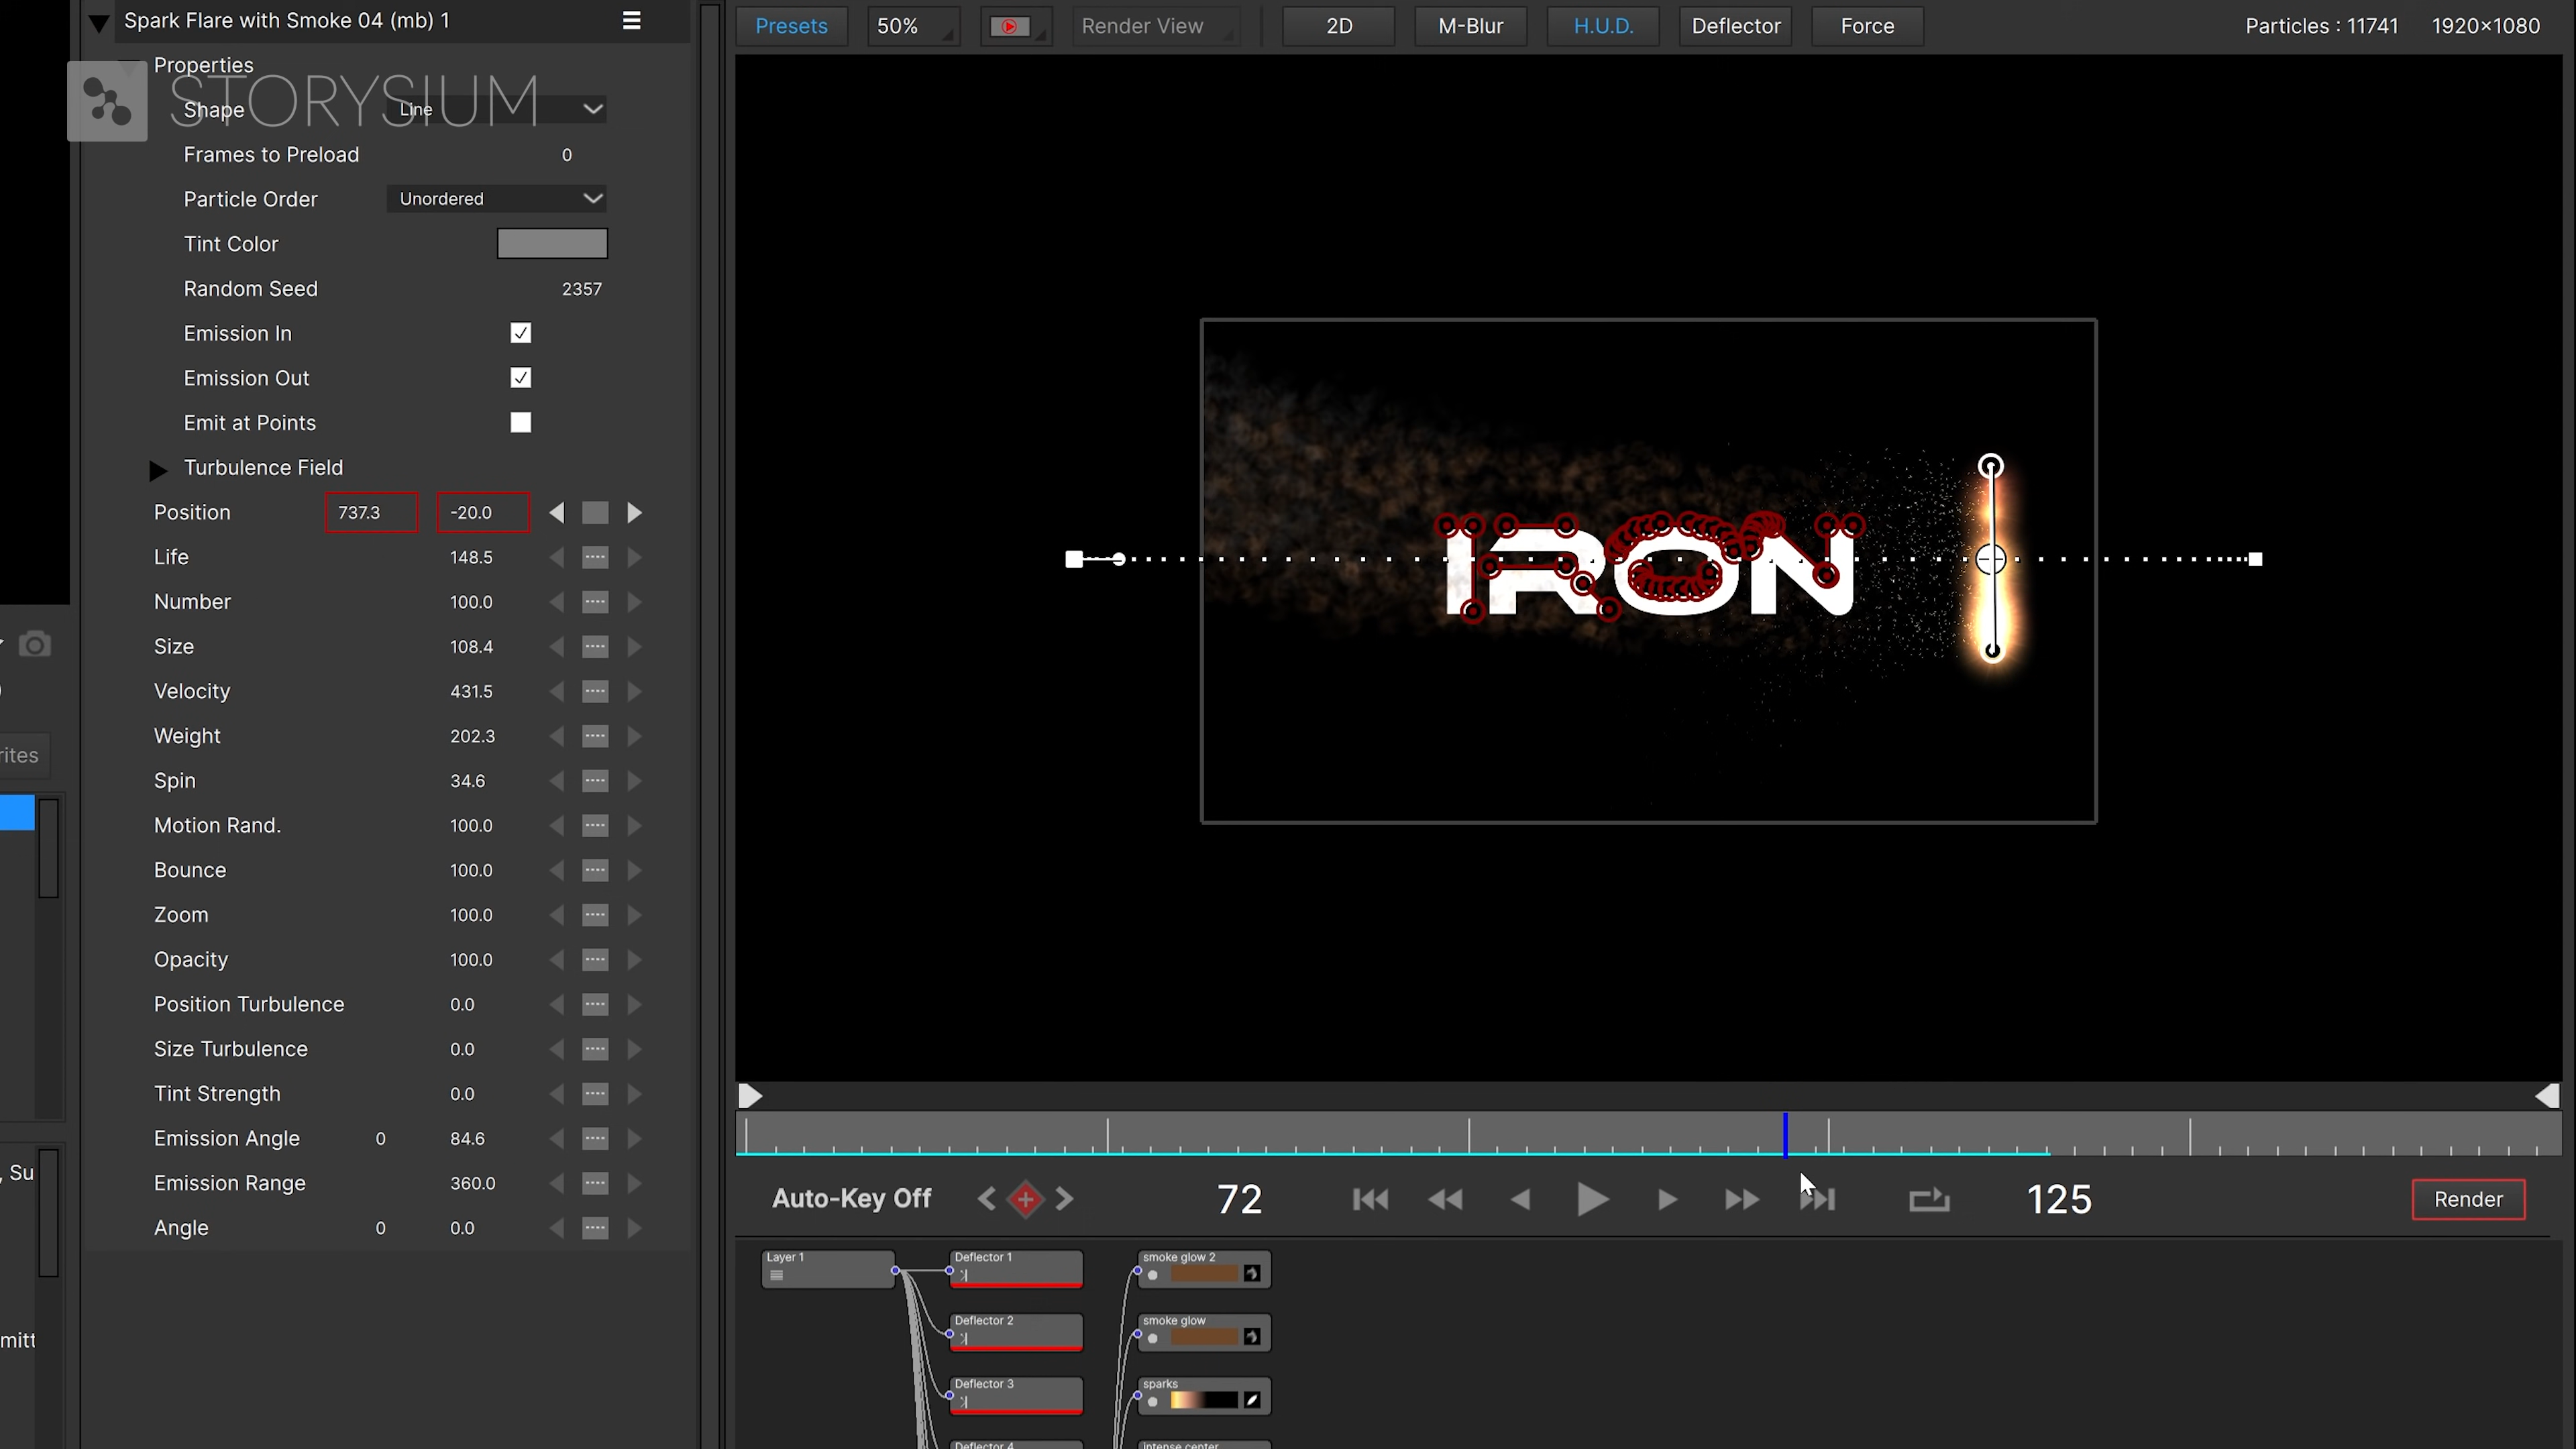 Spark Flare with Smoke 04 (mb) 1
Properties
STORYSIUM
Shape Line
Frames to Preload 0
Particle Order Unordered
Tint Color
Random Seed 2357
Emission In
Emission Out
Emit at Points
Turbulence Field
Position 737.3 -20.0
Life 148.5
Number 100.0
Size 108.4
Velocity 431.5
Weight 202.3
Spin 34.6
Motion Rand. 100.0
Bounce 100.0
Zoom 100.0
Opacity 100.0
Position Turbulence 0.0
Size Turbulence 0.0
Tint Strength 0.0
Emission Angle 0 84.6
Emission Range 360.0
Angle 0 0.0
rites
, Su
mitt
Presets 50% Render View 2D M-Blur H.U.D. Deflector Force Particles : 11741 1920×1080
IRON
Auto-Key Off 72 125 Render
Layer 1
Deflector 1
Deflector 2
Deflector 3
Deflector 4
smoke glow 2
smoke glow
sparks
intense center